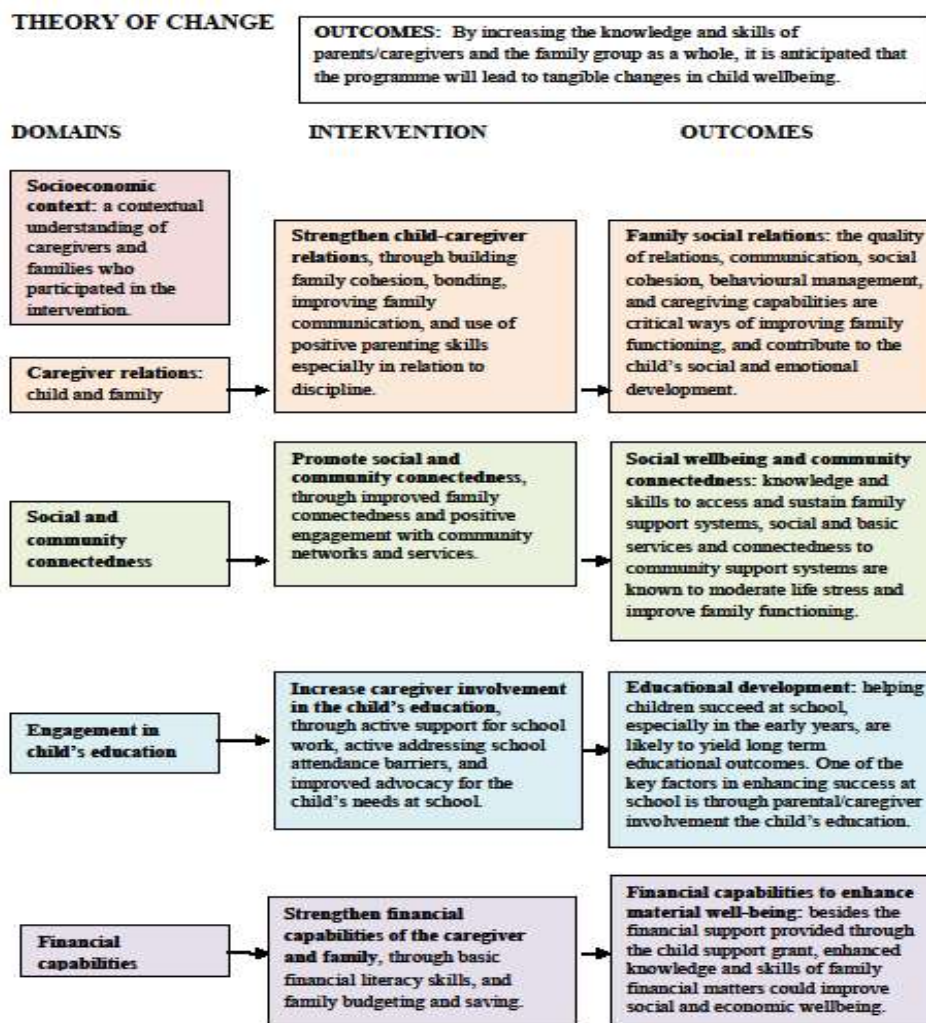 THEORY OF CHANGE
OUTCOMES: By increasing the knowledge and skills of
parents/caregivers and the family group as a whole, it is anticipated that
the programme will lead to tangible changes in child wellbeing.
DOMAINS
INTERVENTION
OUTCOMES
Socioeconomic
context: a contextual
understanding of
caregivers and
families who
participated in the
intervention.
Caregiver relations:
child and family
Strengthen child-caregiver
relations, through building
family cohesion, bonding,
improving family
communication, and use of
positive parenting skills
especially in relation to
discipline.
Family social relations: the quality
of relations, communication, social
cohesion, behavioural management,
and caregiving capabilities are
critical ways of improving family
functioning, and contribute to the
child's social and emotional
development.
Social and
community
connectedness
Promote social and
community connectedness,
through improved family
connectedness and positive
engagement with community
networks and services.
Social wellbeing and community
connectedness: knowledge and
skills to access and sustain family
support systems, social and basic
services and connectedness to
community support systems are
known to moderate life stress and
improve family functioning.
Engagement in
child's education
Increase caregiver involvement
in the child's education,
through active support for school
work, active addressing school
attendance barriers, and
improved advocacy for the
child's needs at school.
Educational development: helping
children succeed at school,
especially in the early years, are
likely to yield long term
educational outcomes. One of the
key factors in enhancing success at
school is through parental/caregiver
involvement the child's education.
Financial
capabilities
Strengthen financial
capabilities of the caregiver
and family, through basic
financial literacy skills, and
family budgeting and saving.
Financial capabilities to enhance
material well-being: besides the
financial support provided through
the child support grant, enhanced
knowledge and skills of family
financial matters could improve
social and economic wellbeing.